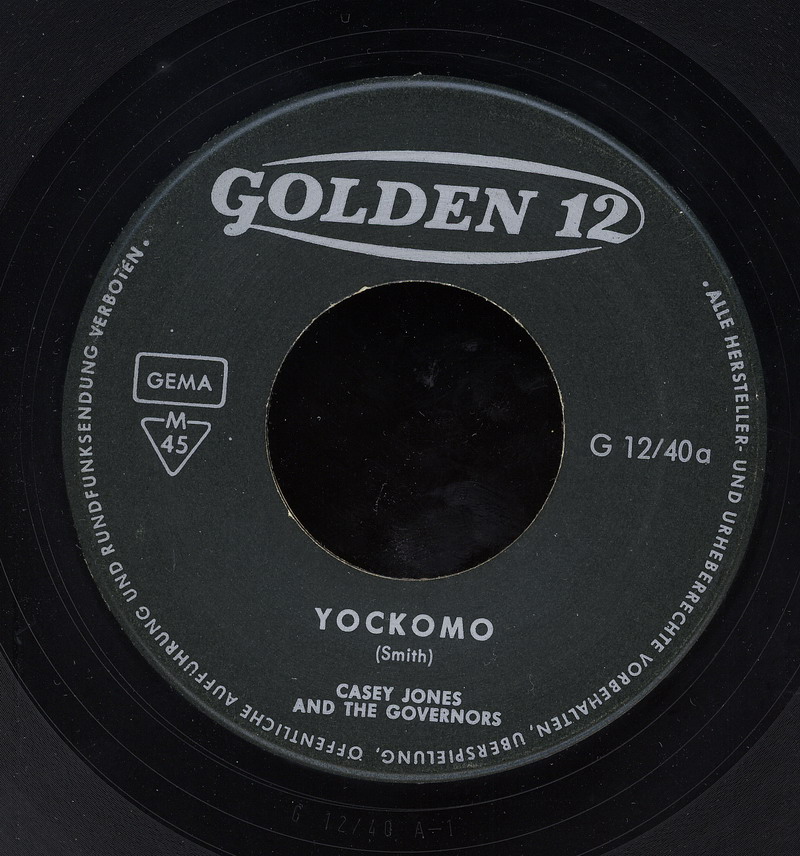 GOLDEN 12
GEMA
M
45
G 12/40a
YOCKOMO
(Smith)
CASEY JONES
AND THE GOVERNORS
• ALLE HERSTELLER- UND URHEBERRECHTE VORBEHALTEN, ÜBERSPIELUNG, ÖFFENTLICHE AUFFÜHRUNG UND RUNDFUNKSENDUNG VERBOTEN •
G 12/40 A-1